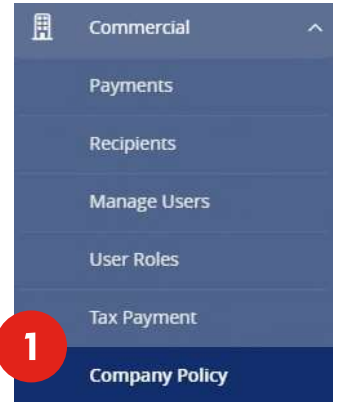 Commercial
Payments
Recipients
Manage Users
User Roles
Tax Payment
1
Company Policy